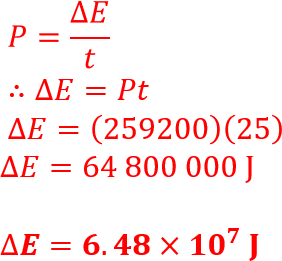 P = ΔE/t
∴ ΔE = Pt
ΔE = (259200)(25)
ΔE = 64 800 000 J
ΔE = 6.48 × 10⁷ J